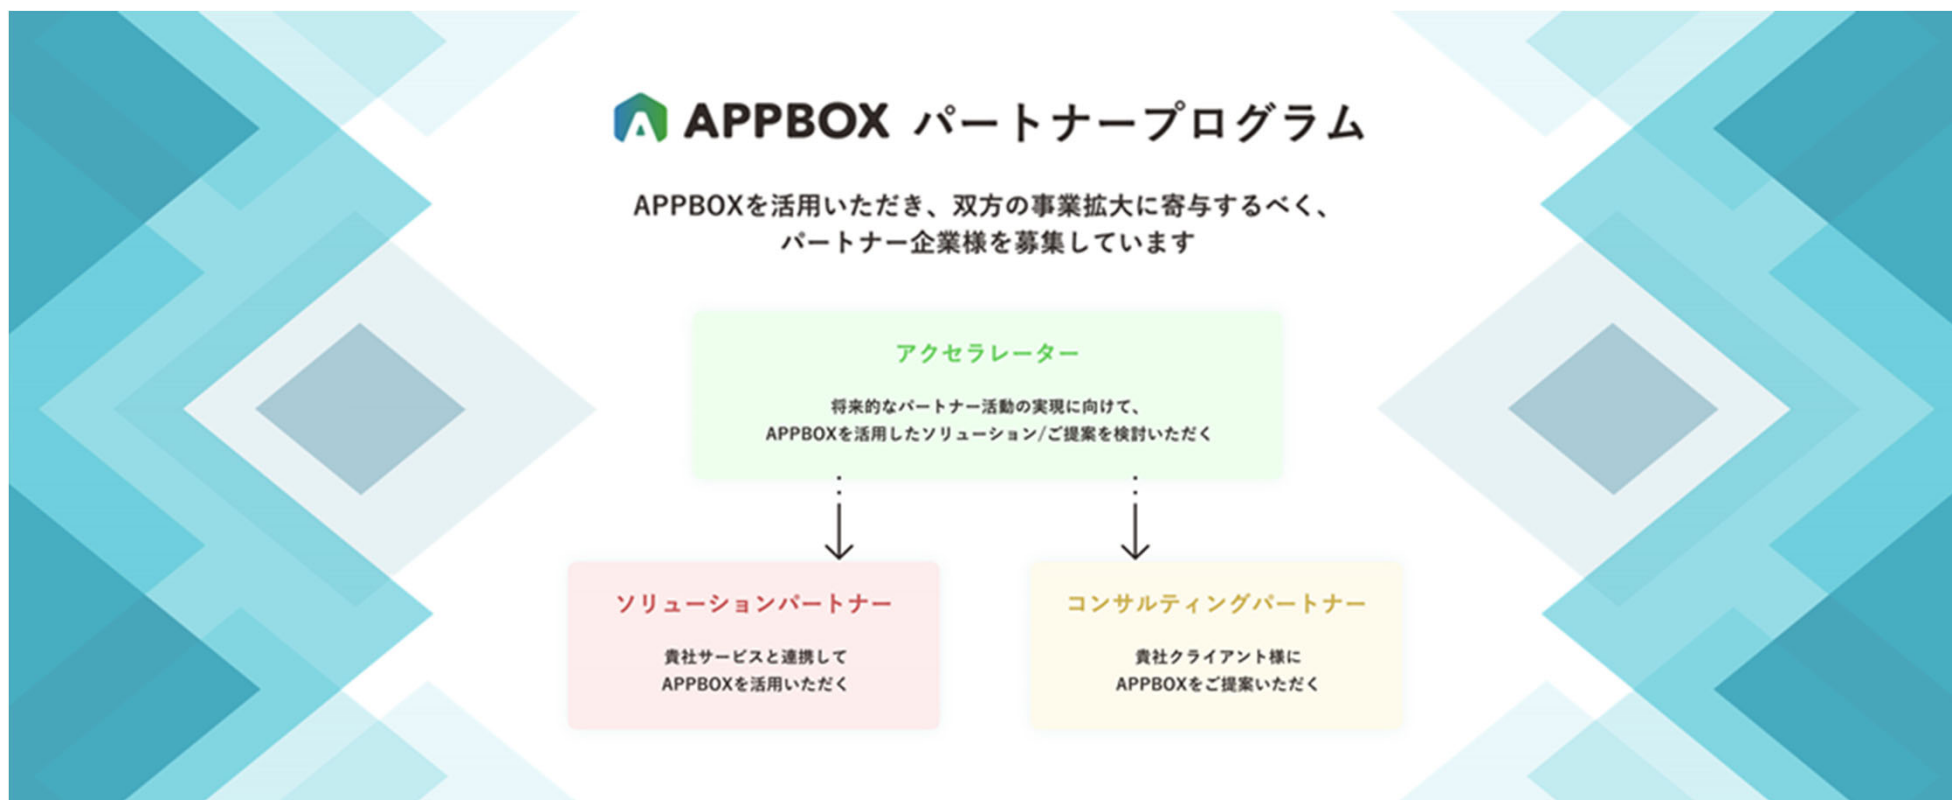 APPBOX パートナープログラム
APPBOXを活用いただき、双方の事業拡大に寄与するべく、
パートナー企業様を募集しています
アクセラレーター
将来的なパートナー活動の実現に向けて、
APPBOXを活用したソリューション/ご提案を検討いただく
ソリューションパートナー
貴社サービスと連携して
APPBOXを活用いただく
コンサルティングパートナー
貴社クライアント様に
APPBOXをご提案いただく